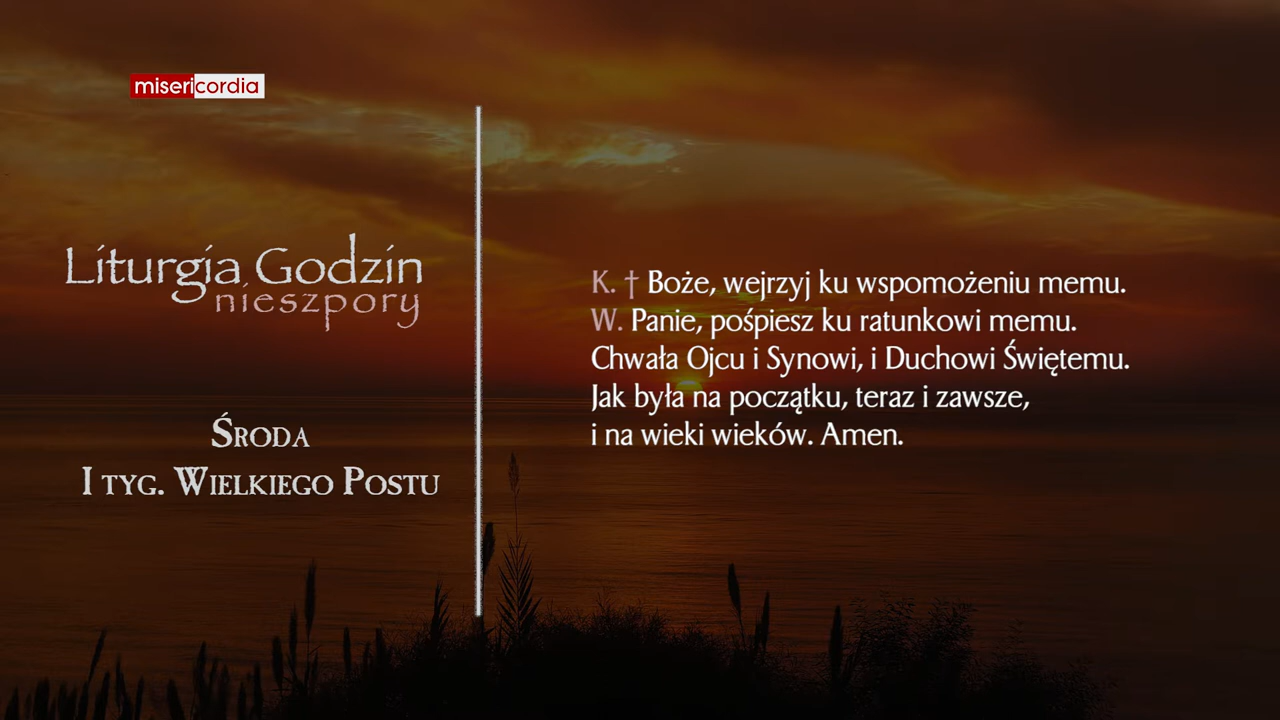 misericordia
Liturgia Godzin
nieszpory
Środa
I tyg. Wielkiego Postu
K. † Boże, wejrzyj ku wspomożeniu memu.
W. Panie, pośpiesz ku ratunkowi memu.
Chwała Ojcu i Synowi, i Duchowi Świętemu.
Jak była na początku, teraz i zawsze,
i na wieki wieków. Amen.